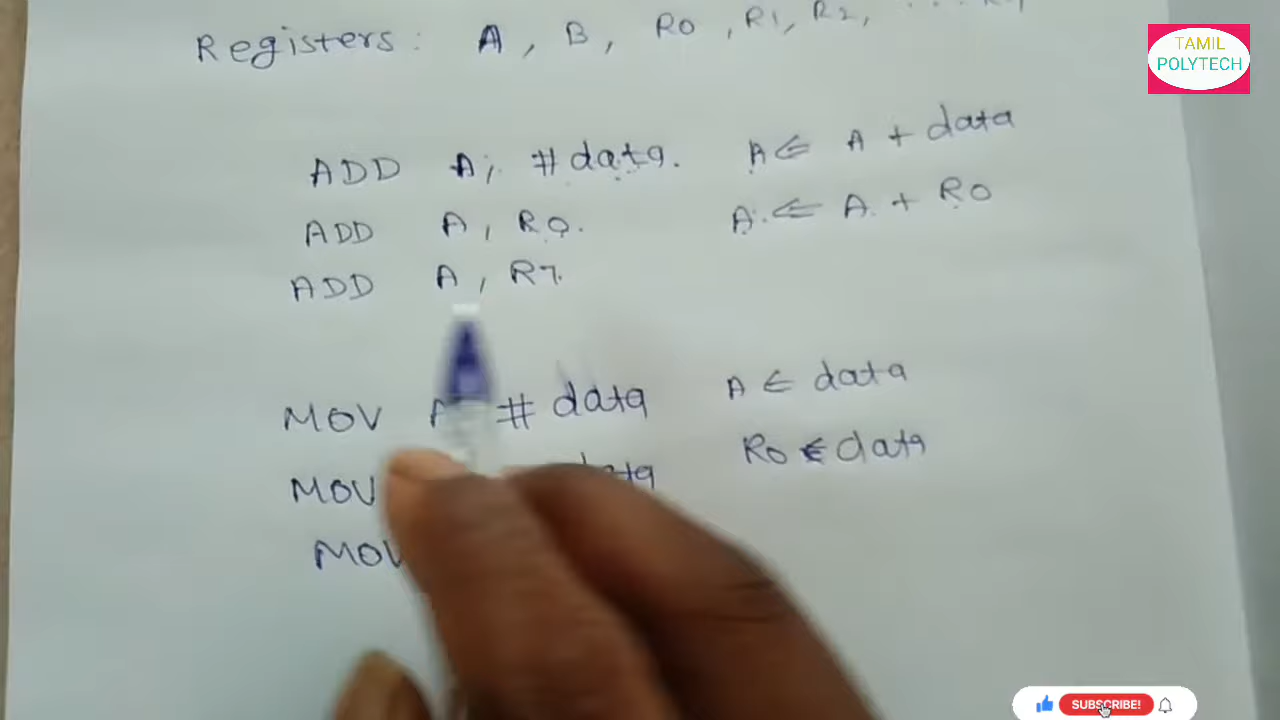 Registers: A, B, R0, R1, R2, ...
TAMIL
POLYTECH
ADD A, #data. A ⇐ A + data
ADD A, R0. A ⇐ A + R0
ADD A, R7.
MOV A # data A ∈ data
MOV data R0 ∈ data
MOV
SUBSCRIBE!